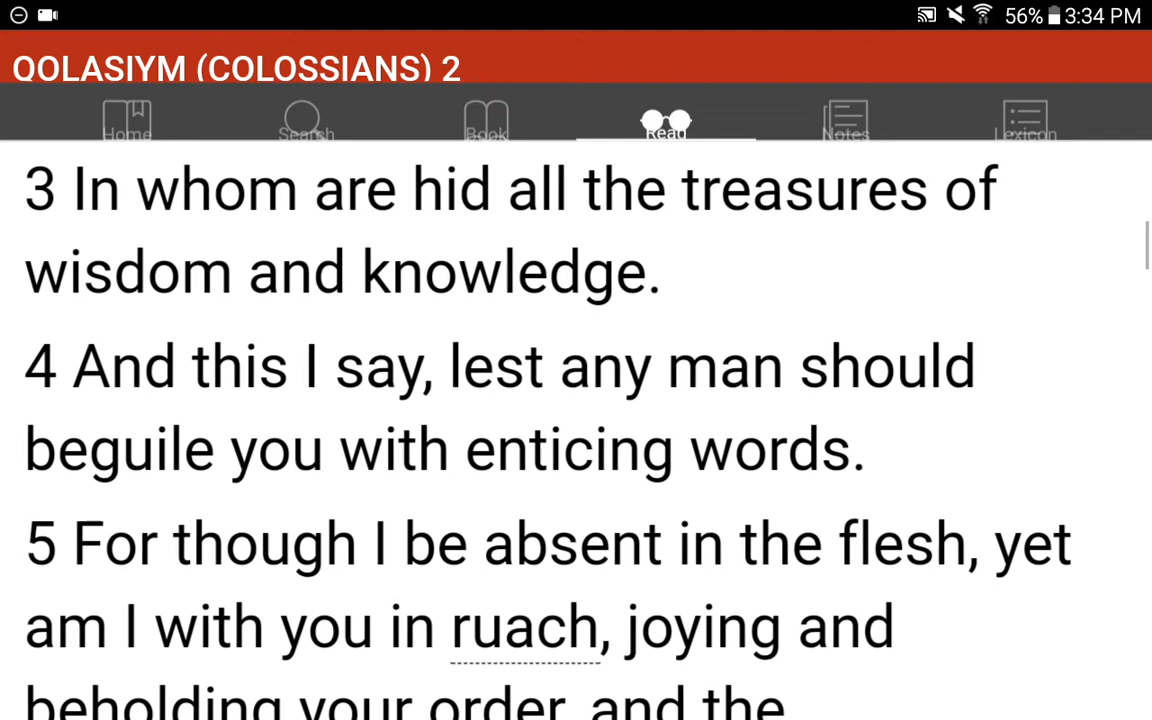 56% 3:34 PM
QOLASIYM (COLOSSIANS) 2
Home Search Book Read Notes Lexicon
3 In whom are hid all the treasures of
wisdom and knowledge.
4 And this I say, lest any man should
beguile you with enticing words.
5 For though I be absent in the flesh, yet
am I with you in ruach, joying and
beholding your order, and the